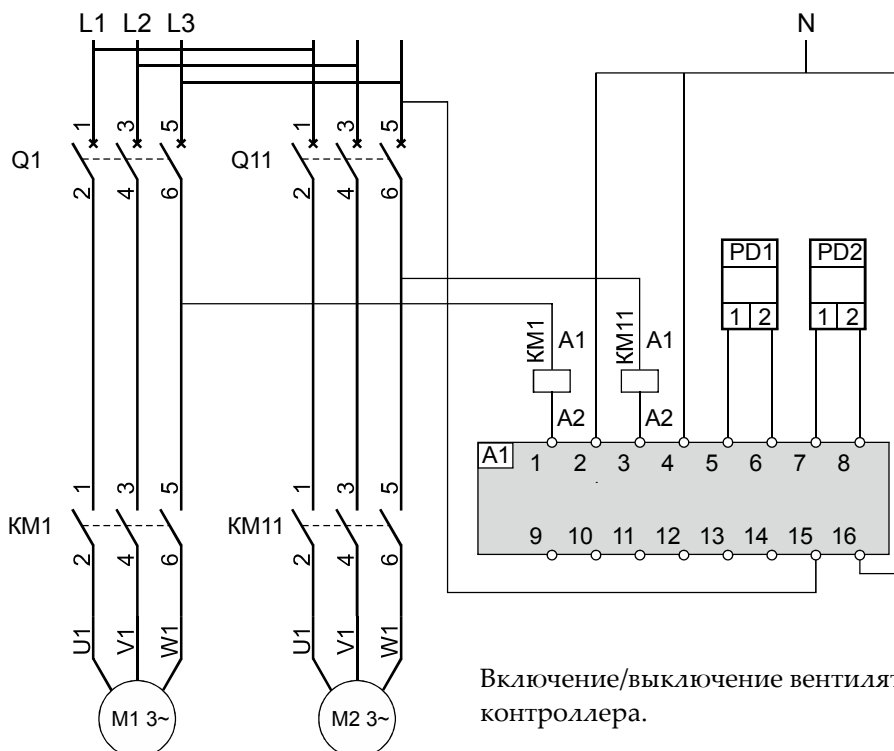 L1 L2 L3 N
1 3 5 1 3 5
Q1 Q11
2 4 6 2 4 6
PD1 PD2
1 2 1 2
KM1 A1 KM11 A1
A2 A2
A1 1 2 3 4 5 6 7 8
9 10 11 12 13 14 15 16
1 3 5 1 3 5
KM1 KM11
2 4 6 2 4 6
U1 V1 W1 U1 V1 W1
M1 3~ M2 3~
Включение/выключение вентилят
контроллера.